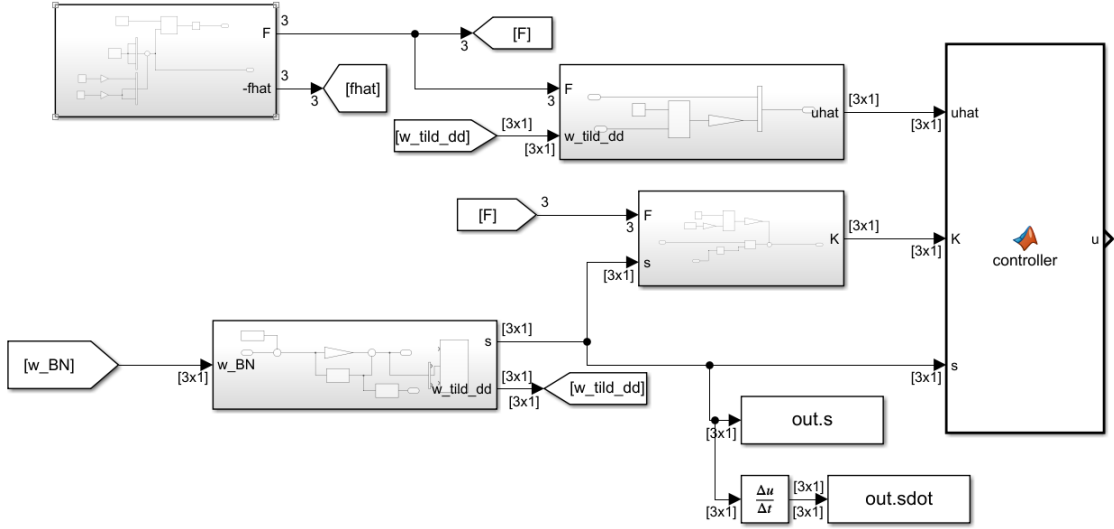 3
F
3
[F]
3
-fhat
3
[fhat]
F
3
[w_tild_dd]
[3x1]
[3x1]
w_tild_dd
uhat
[3x1]
[3x1]
uhat
[F]
3
F
3
s
[3x1]
K
[3x1]
[3x1]
K
controller
u
[w_BN]
[3x1]
w_BN
s
[3x1]
w_tild_dd
[3x1]
[3x1]
[w_tild_dd]
[3x1]
s
[3x1]
out.s
[3x1]
Δu
Δt
[3x1]
[3x1]
out.sdot